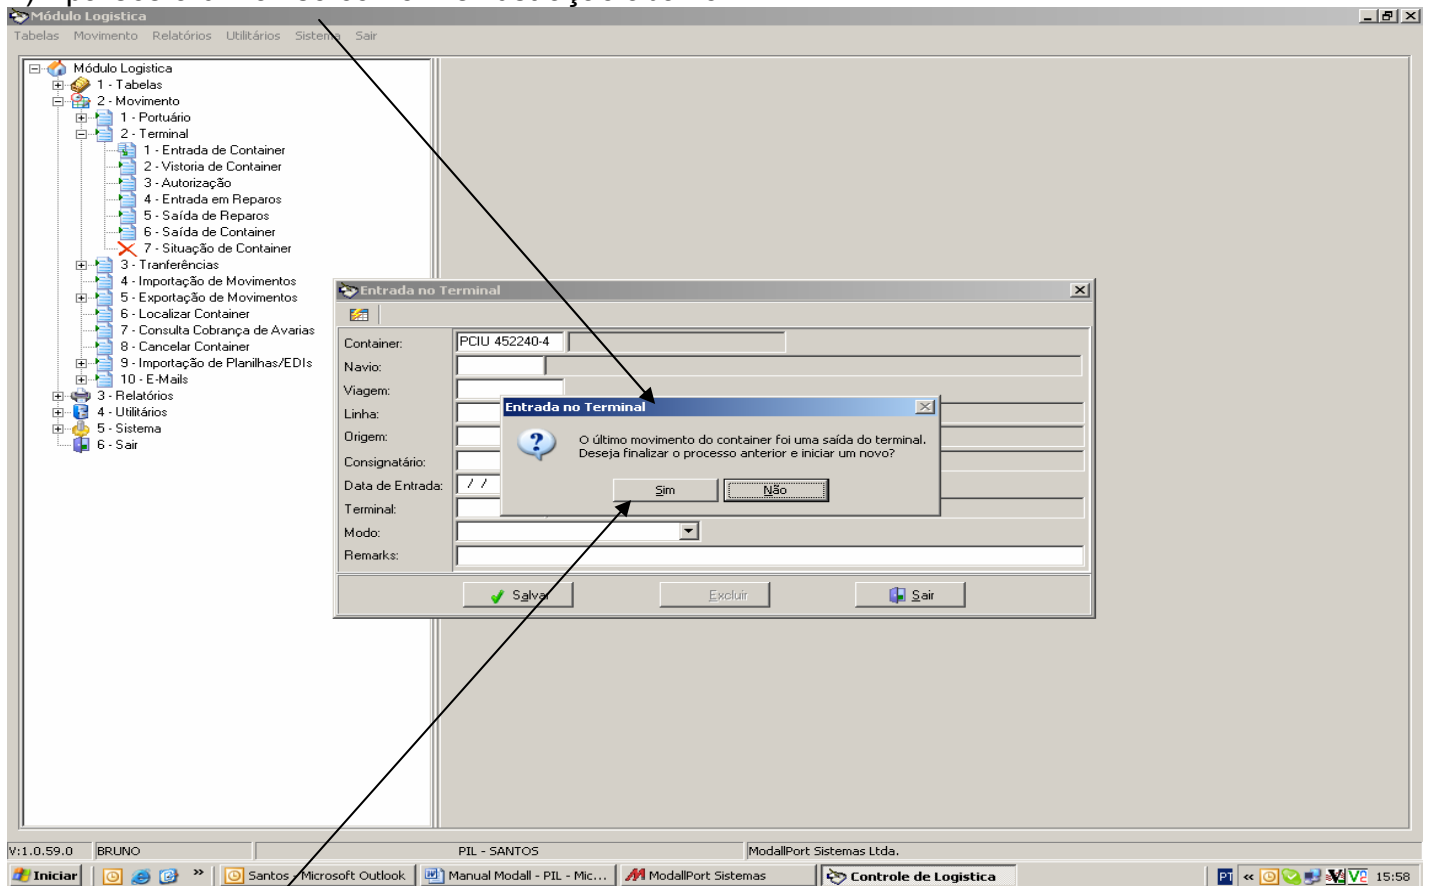 Módulo Logistica
Tabelas Movimento Relatórios Utilitários Sistema Sair
Módulo Logistica
1 - Tabelas
2 - Movimento
1 - Portuário
2 - Terminal
1 - Entrada de Container
2 - Vistoria de Container
3 - Autorização
4 - Entrada em Reparos
5 - Saída de Reparos
6 - Saída de Container
7 - Situação de Container
3 - Tranferências
4 - Importação de Movimentos
5 - Exportação de Movimentos
6 - Localizar Container
7 - Consulta Cobrança de Avarias
8 - Cancelar Container
9 - Importação de Planilhas/EDIs
10 - E-Mails
3 - Relatórios
4 - Utilitários
5 - Sistema
6 - Sair
Entrada no Terminal
Container: PCIU 452240-4
Navio:
Viagem:
Linha:
Origem:
Consignatário:
Data de Entrada: / /
Terminal:
Modo:
Remarks:
Salvar Excluir Sair
Entrada no Terminal
O último movimento do container foi uma saída do terminal.
Deseja finalizar o processo anterior e iniciar um novo?
Sim Não
V:1.0.59.0 BRUNO PIL - SANTOS ModallPort Sistemas Ltda.
Iniciar » Santos - Microsoft Outlook Manual Modall - PIL - Mic... ModallPort Sistemas Controle de Logistica PT « 15:58